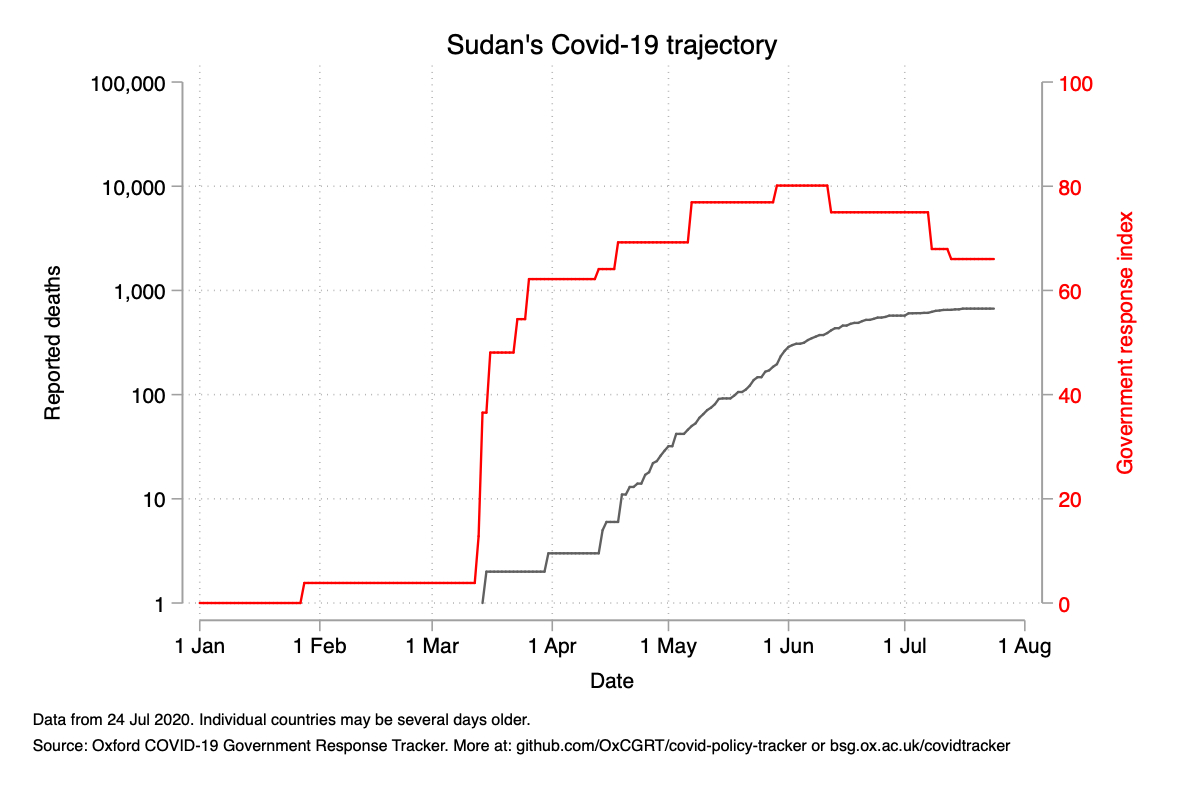 Sudan's Covid-19 trajectory
100,000
10,000
1,000
100
10
1
Reported deaths
100
80
60
40
20
0
Government response index
1 Jan
1 Feb
1 Mar
1 Apr
1 May
1 Jun
1 Jul
1 Aug
Date
Data from 24 Jul 2020. Individual countries may be several days older.
Source: Oxford COVID-19 Government Response Tracker. More at: github.com/OxCGRT/covid-policy-tracker or bsg.ox.ac.uk/covidtracker